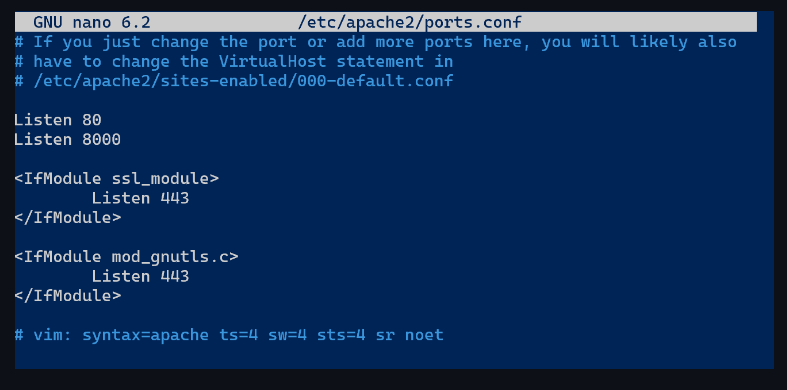 GNU nano 6.2 /etc/apache2/ports.conf
# If you just change the port or add more ports here, you will likely also
# have to change the VirtualHost statement in
# /etc/apache2/sites-enabled/000-default.conf
Listen 80
Listen 8000
<IfModule ssl_module>
Listen 443
</IfModule>
<IfModule mod_gnutls.c>
Listen 443
</IfModule>
# vim: syntax=apache ts=4 sw=4 sts=4 sr noet